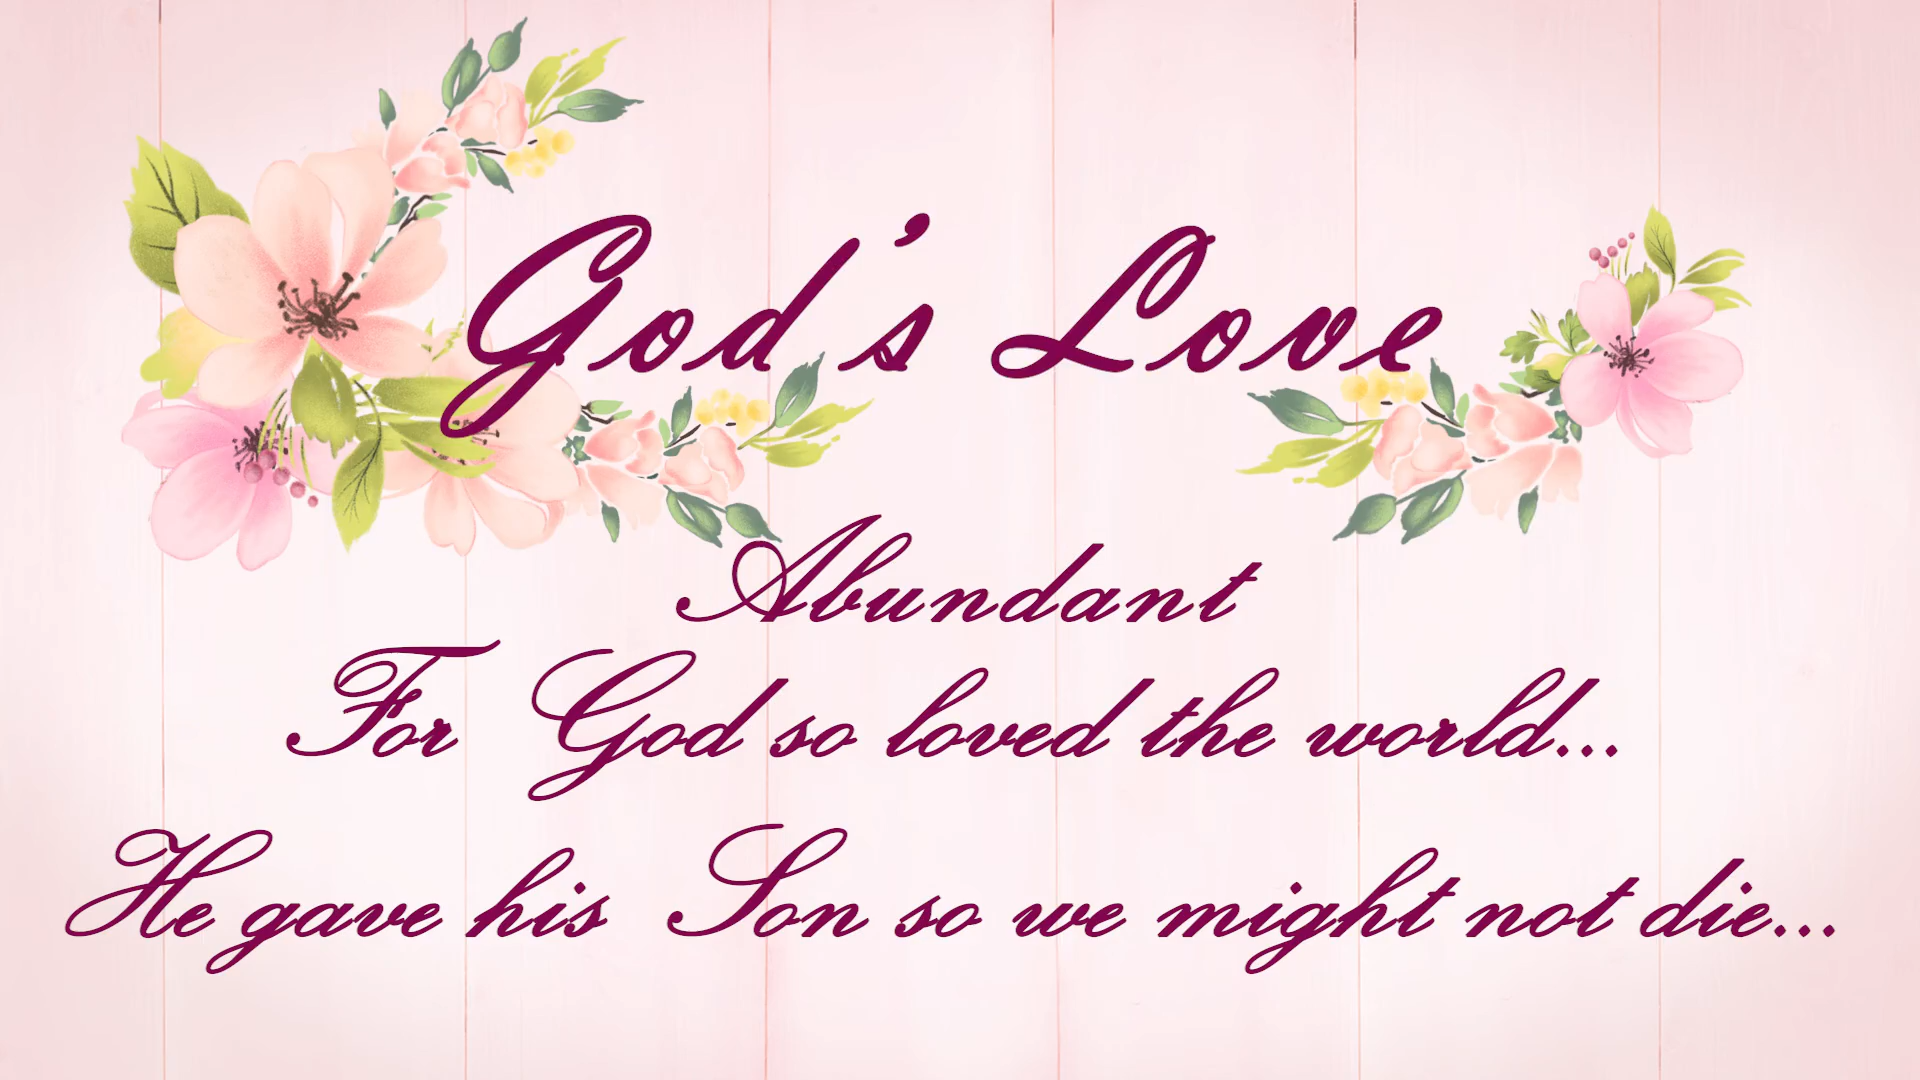 God's Love
Abundant
For God so loved the world...
He gave his Son so we might not die...